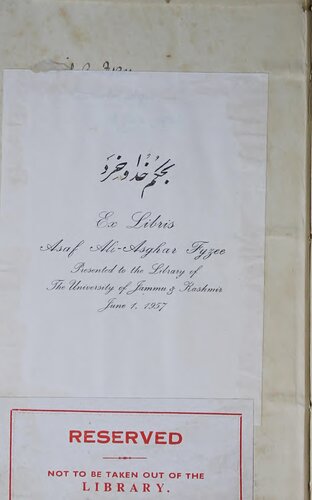 بحکم خدا و خرد
Ex Libris
Asaf Ali-Asghar Fyzee
Presented to the Library of
The University of Jammu & Kashmir
June 1, 1957
RESERVED
NOT TO BE TAKEN OUT OF THE
LIBRARY.